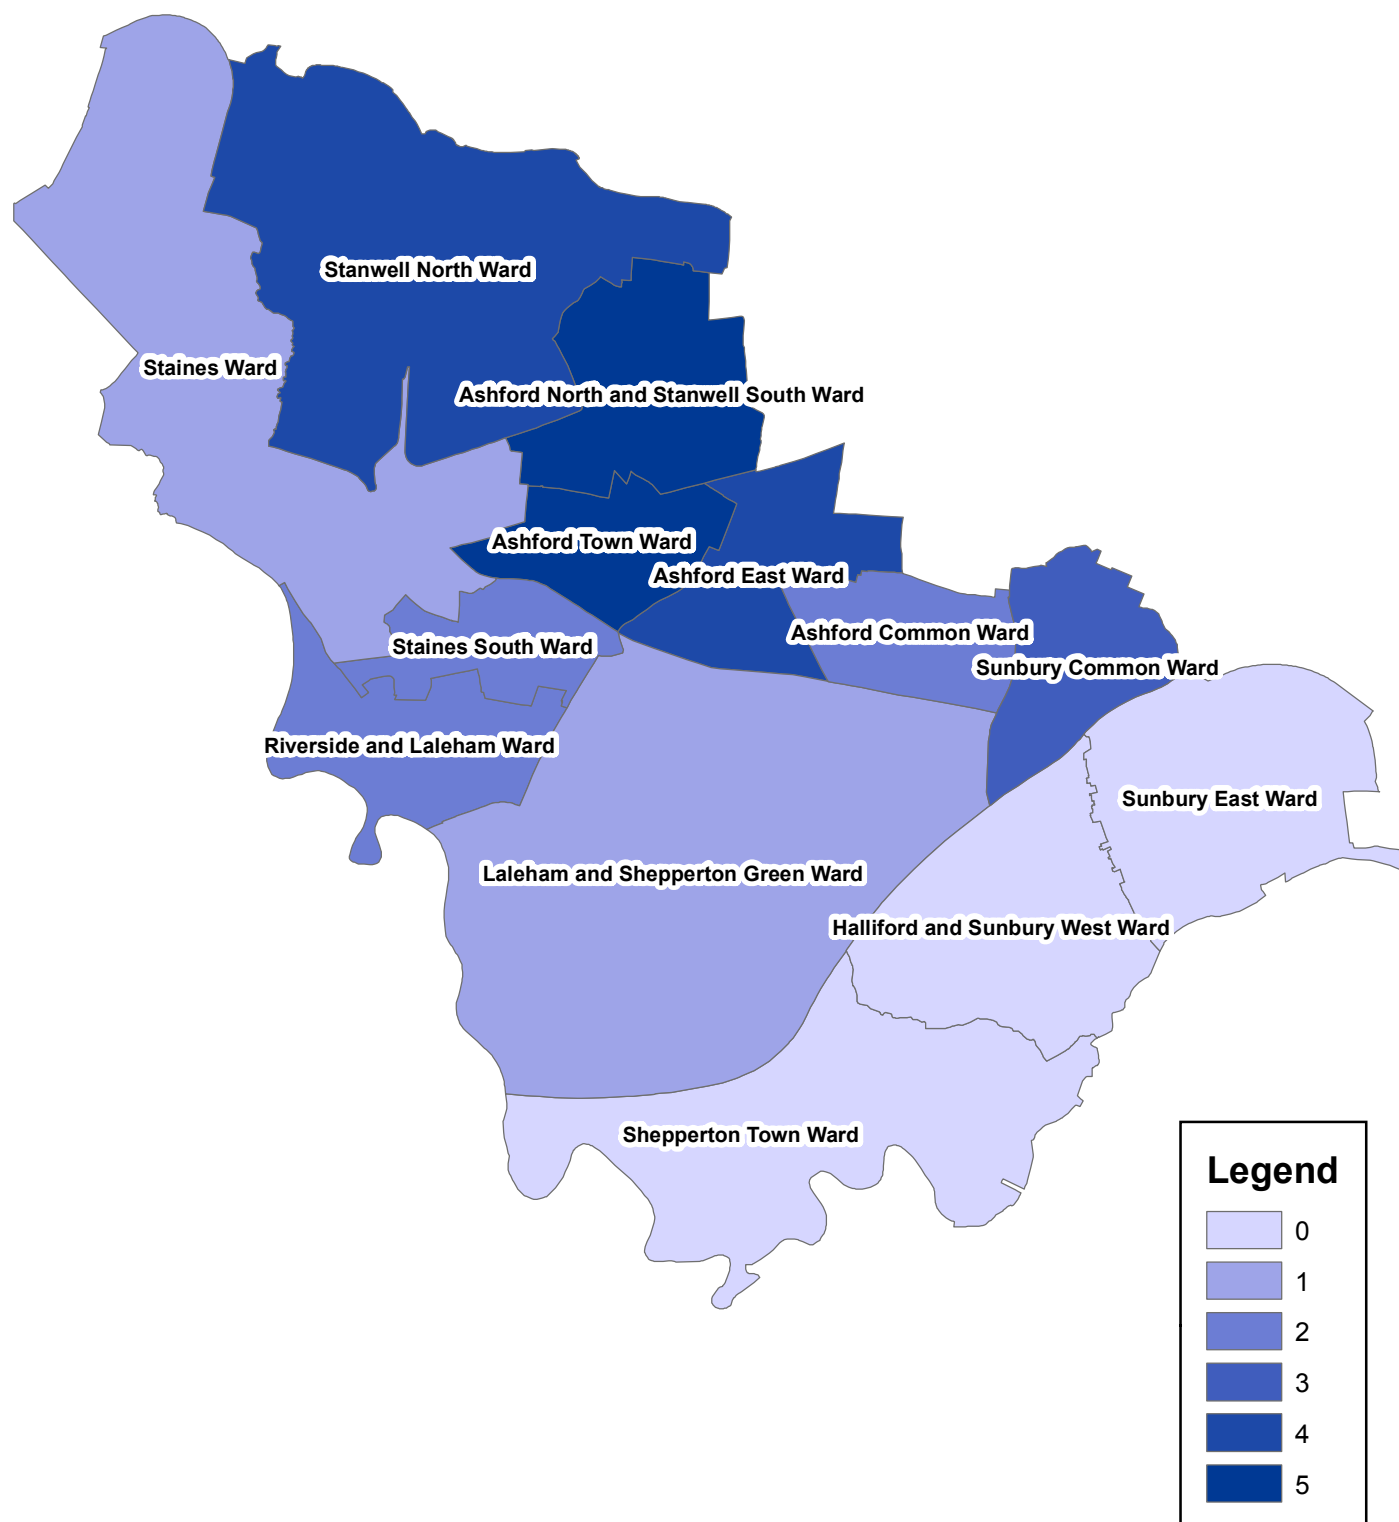 Stanwell North Ward
Staines Ward
Ashford North and Stanwell South Ward
Ashford Town Ward
Ashford East Ward
Ashford Common Ward
Staines South Ward
Sunbury Common Ward
Riverside and Laleham Ward
Sunbury East Ward
Laleham and Shepperton Green Ward
Halliford and Sunbury West Ward
Shepperton Town Ward
Legend
0
1
2
3
4
5